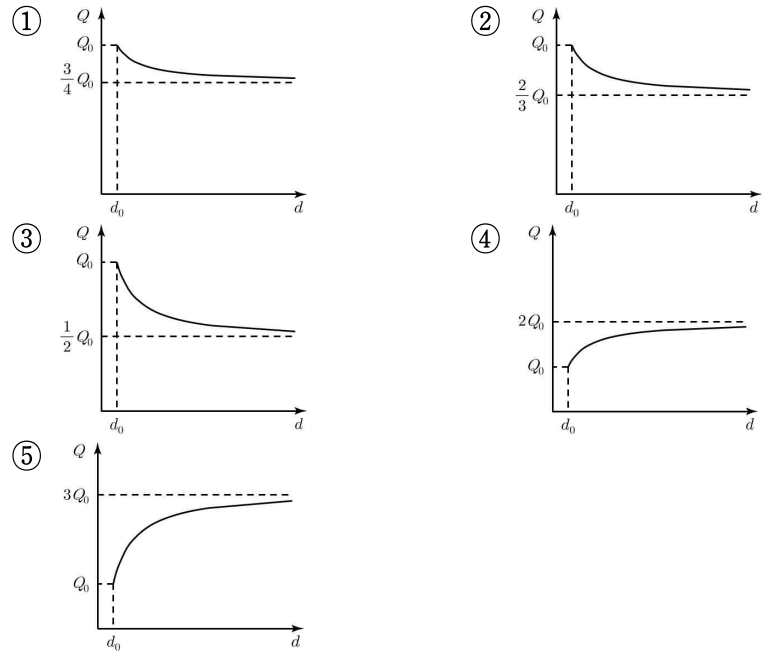 ① Q
Q₀
3/4 Q₀
d₀ d
② Q
Q₀
2/3 Q₀
d₀ d
③ Q
Q₀
1/2 Q₀
d₀ d
④ Q
2Q₀
Q₀
d₀ d
⑤ Q
3Q₀
Q₀
d₀ d